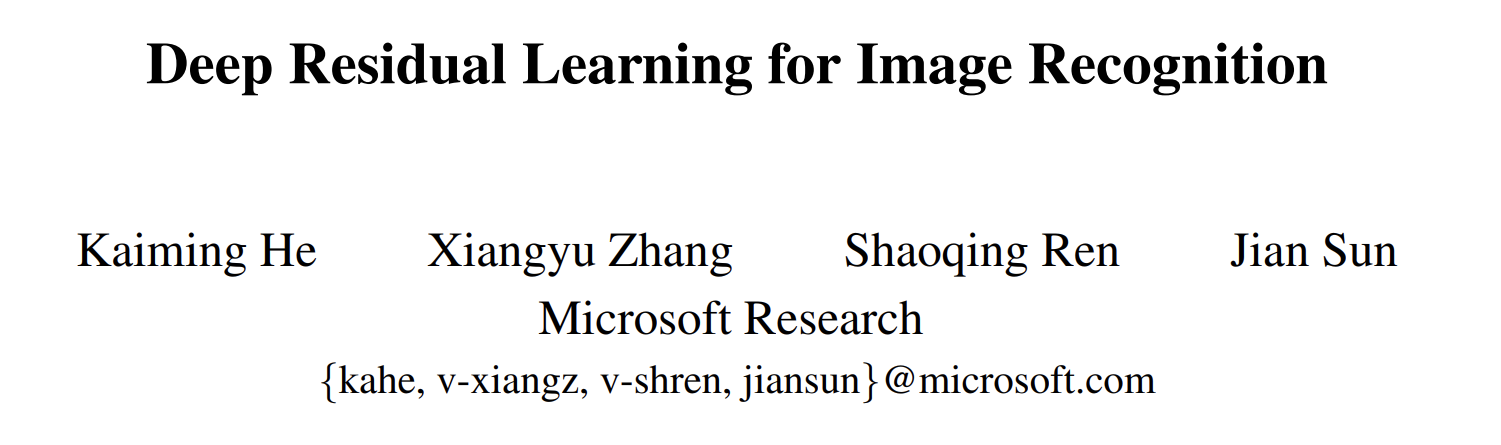 Deep Residual Learning for Image Recognition
Kaiming He Xiangyu Zhang Shaoqing Ren Jian Sun
Microsoft Research
{kahe, v-xiangz, v-shren, jiansun}@microsoft.com